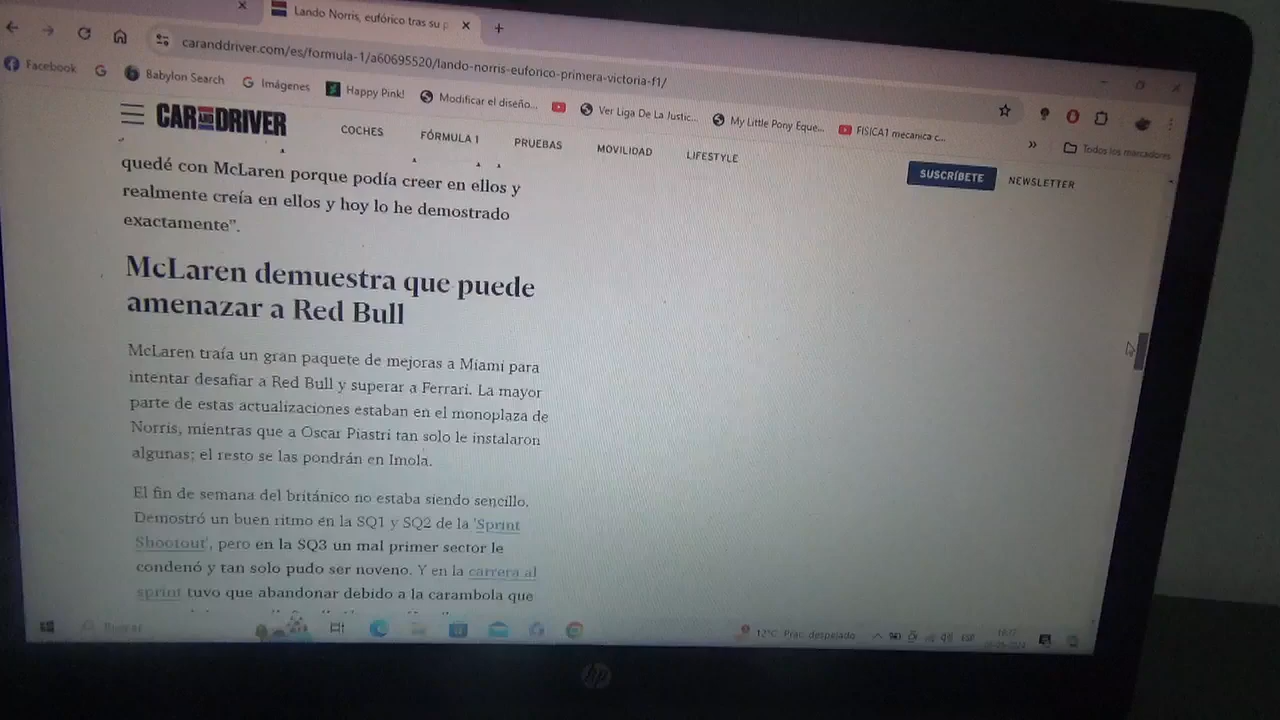 Lando Norris, eufórico tras su p
caranddriver.com/es/formula-1/a60695520/lando-norris-euforico-primera-victoria-f1/
Facebook
Babylon Search
Imágenes
Happy Pink!
Modificar el diseño...
Ver Liga De La Justic...
My Little Pony Eque...
FISICA1 mecanica c...
Todos los marcadores
CAR AND DRIVER
COCHES
FÓRMULA 1
PRUEBAS
MOVILIDAD
LIFESTYLE
SUSCRÍBETE
NEWSLETTER
quedé con McLaren porque podía creer en ellos y
realmente creía en ellos y hoy lo he demostrado
exactamente".
McLaren demuestra que puede
amenazar a Red Bull
McLaren traía un gran paquete de mejoras a Miami para
intentar desafiar a Red Bull y superar a Ferrari. La mayor
parte de estas actualizaciones estaban en el monoplaza de
Norris, mientras que a Oscar Piastri tan solo le instalaron
algunas; el resto se las pondrán en Imola.
El fin de semana del británico no estaba siendo sencillo.
Demostró un buen ritmo en la SQ1 y SQ2 de la 'Sprint
Shootout', pero en la SQ3 un mal primer sector le
condenó y tan solo pudo ser noveno. Y en la carrera al
sprint tuvo que abandonar debido a la carambola que
Buscar
12°C Prac. despejado
ESP
hp